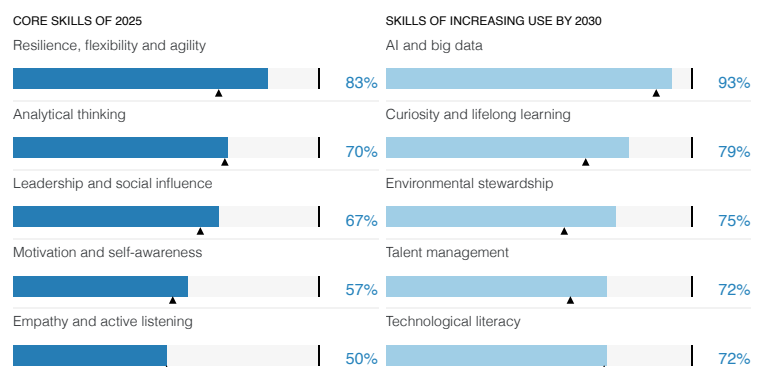 CORE SKILLS OF 2025
Resilience, flexibility and agility
83%
Analytical thinking
70%
Leadership and social influence
67%
Motivation and self-awareness
57%
Empathy and active listening
50%
SKILLS OF INCREASING USE BY 2030
AI and big data
93%
Curiosity and lifelong learning
79%
Environmental stewardship
75%
Talent management
72%
Technological literacy
72%